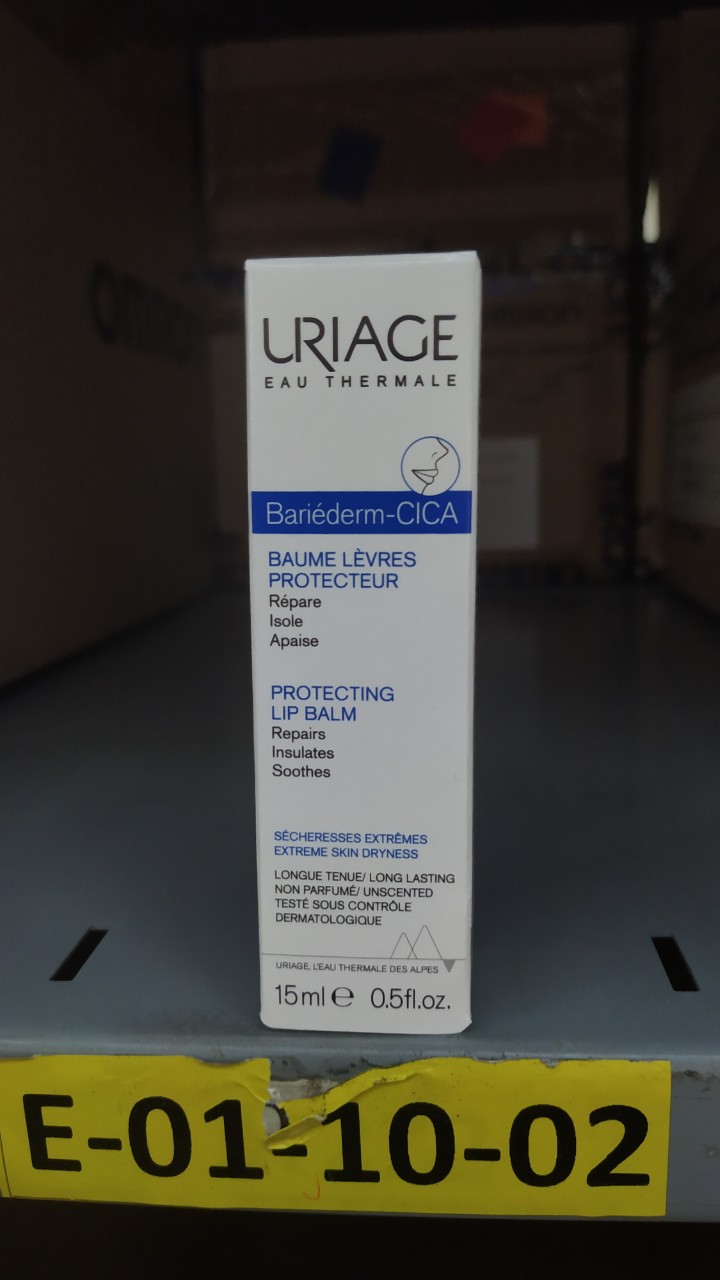 URIAGE
EAU THERMALE
Bariéderm-CICA
BAUME LÈVRES
PROTECTEUR
Répare
Isole
Apaise
PROTECTING
LIP BALM
Repairs
Insulates
Soothes
SÉCHERESSES EXTRÊMES
EXTREME SKIN DRYNESS
LONGUE TENUE/ LONG LASTING
NON PARFUMÉ/ UNSCENTED
TESTÉ SOUS CONTRÔLE
DERMATOLOGIQUE
URIAGE, L'EAU THERMALE DES ALPES
15ml e 0.5fl.oz.
E-01-10-02